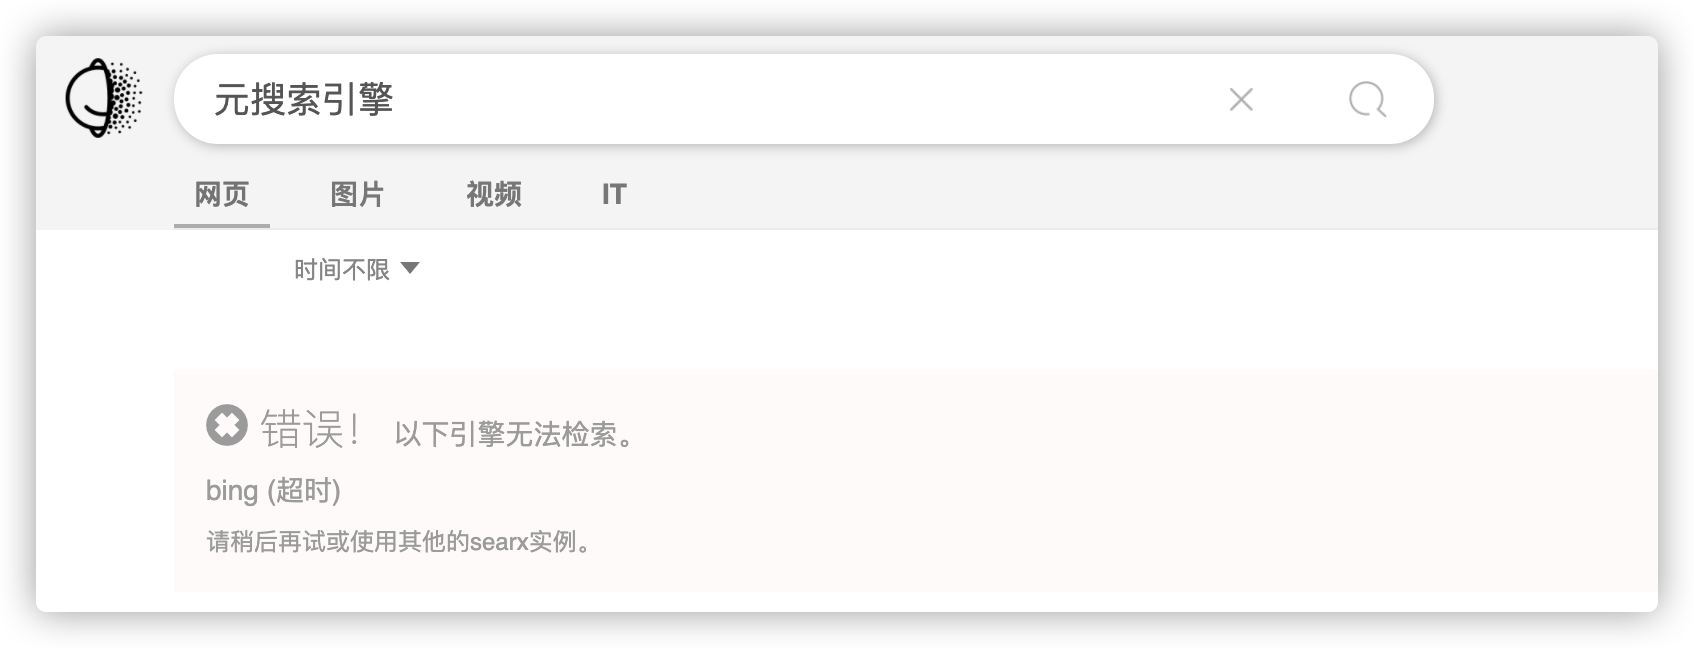 元搜索引擎
网页 图片 视频 IT
时间不限
错误！ 以下引擎无法检索。
bing (超时)
请稍后再试或使用其他的searx实例。